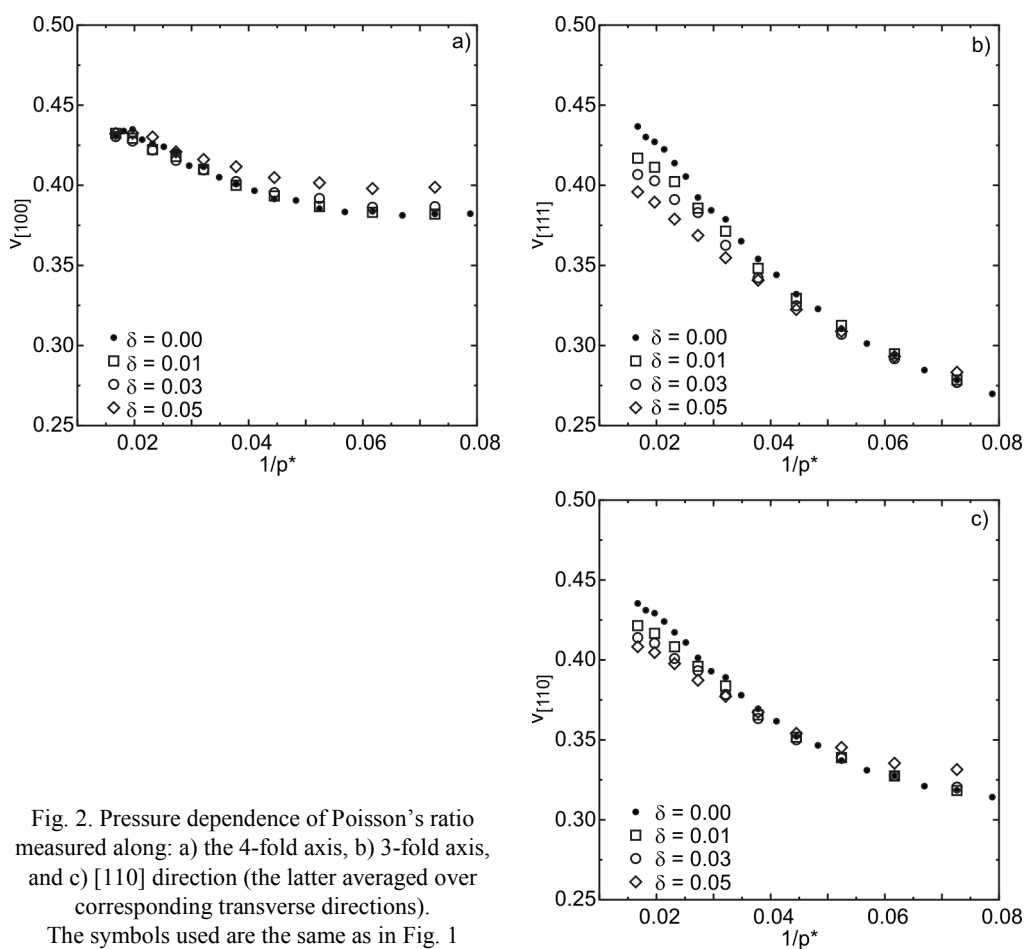 a)
0.50
0.45
0.40
0.35
0.30
0.25
ν[100]
δ = 0.00
δ = 0.01
δ = 0.03
δ = 0.05
0.02 0.04 0.06 0.08
1/p*
b)
0.50
0.45
0.40
0.35
0.30
0.25
ν[111]
δ = 0.00
δ = 0.01
δ = 0.03
δ = 0.05
0.02 0.04 0.06 0.08
1/p*
c)
0.50
0.45
0.40
0.35
0.30
0.25
ν[110]
δ = 0.00
δ = 0.01
δ = 0.03
δ = 0.05
0.02 0.04 0.06 0.08
1/p*
Fig. 2. Pressure dependence of Poisson’s ratio
measured along: a) the 4-fold axis, b) 3-fold axis,
and c) [110] direction (the latter averaged over
corresponding transverse directions).
The symbols used are the same as in Fig. 1